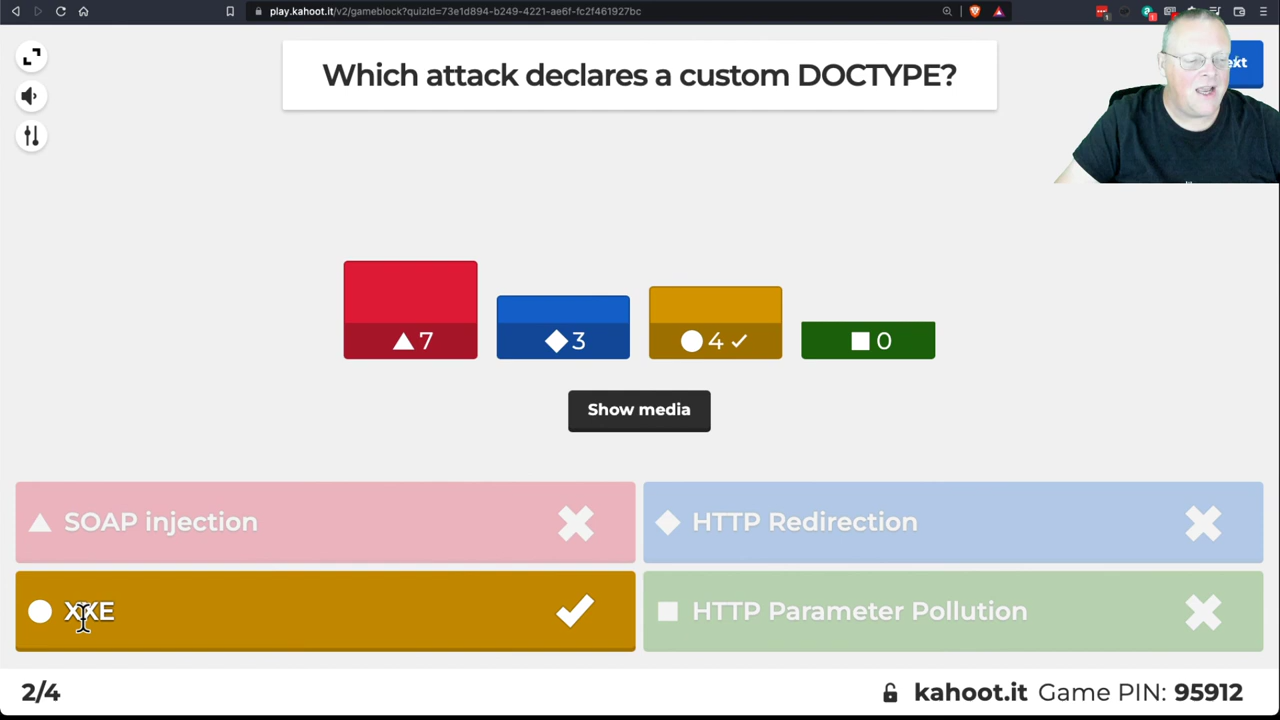 play.kahoot.it/v2/gameblock?quizId=73e1d894-b249-4221-ae6f-fc2f461927bc
Which attack declares a custom DOCTYPE?
7
3
4
0
Show media
SOAP injection
HTTP Redirection
XXE
HTTP Parameter Pollution
2/4
kahoot.it Game PIN: 95912